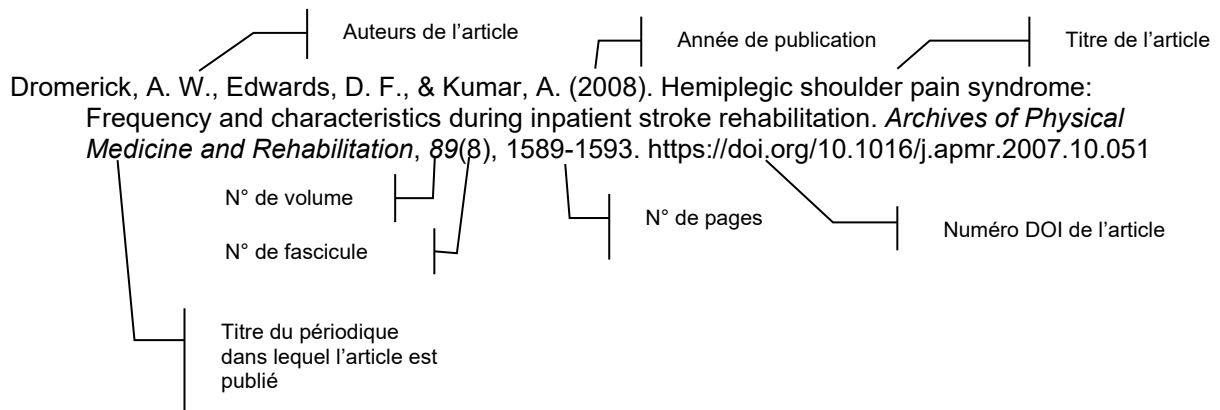 Auteurs de l’article
Année de publication
Titre de l’article
Dromerick, A. W., Edwards, D. F., & Kumar, A. (2008). Hemiplegic shoulder pain syndrome:
Frequency and characteristics during inpatient stroke rehabilitation. Archives of Physical
Medicine and Rehabilitation, 89(8), 1589-1593. https://doi.org/10.1016/j.apmr.2007.10.051
N° de volume
N° de pages
Numéro DOI de l’article
N° de fascicule
Titre du périodique
dans lequel l’article est
publié